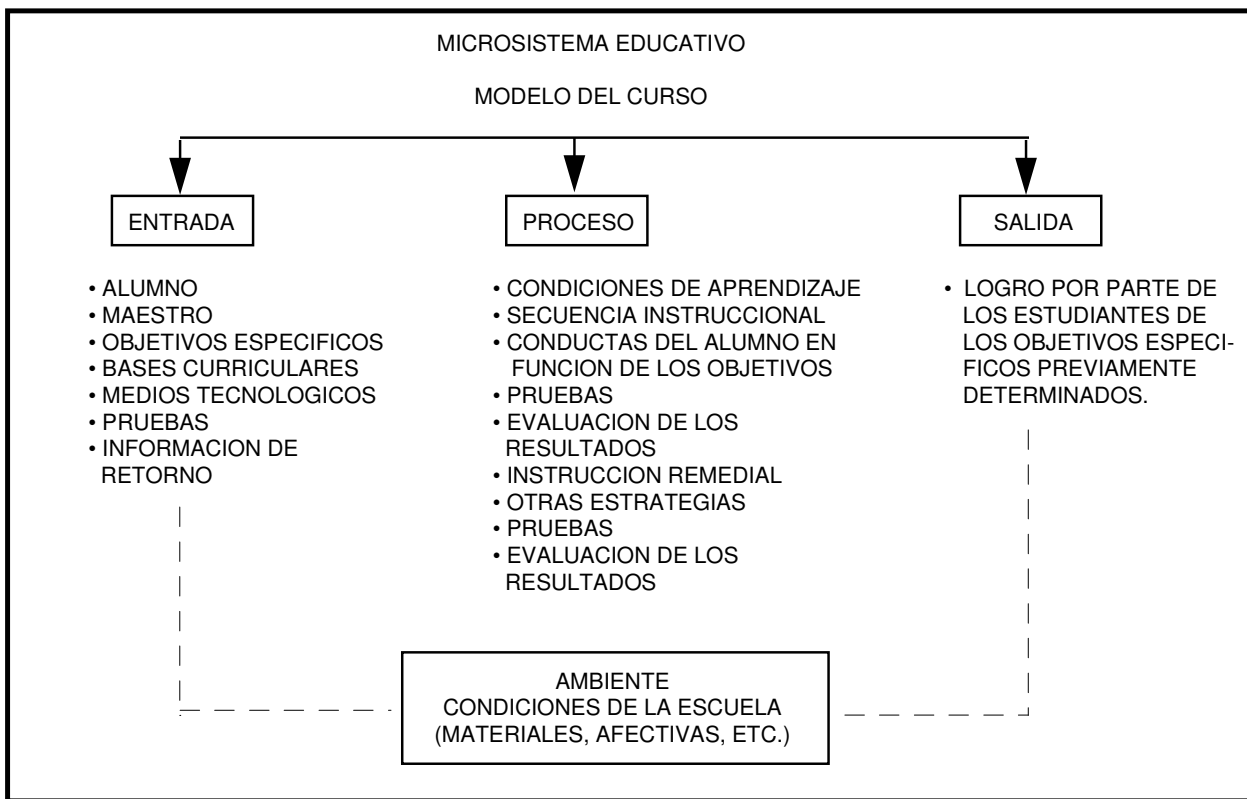 MICROSISTEMA EDUCATIVO
MODELO DEL CURSO
ENTRADA
• ALUMNO
• MAESTRO
• OBJETIVOS ESPECIFICOS
• BASES CURRICULARES
• MEDIOS TECNOLOGICOS
• PRUEBAS
• INFORMACION DE
RETORNO
PROCESO
• CONDICIONES DE APRENDIZAJE
• SECUENCIA INSTRUCCIONAL
• CONDUCTAS DEL ALUMNO EN
FUNCION DE LOS OBJETIVOS
• PRUEBAS
• EVALUACION DE LOS
RESULTADOS
• INSTRUCCION REMEDIAL
• OTRAS ESTRATEGIAS
• PRUEBAS
• EVALUACION DE LOS
RESULTADOS
SALIDA
• LOGRO POR PARTE DE
LOS ESTUDIANTES DE
LOS OBJETIVOS ESPECI-
FICOS PREVIAMENTE
DETERMINADOS.
AMBIENTE
CONDICIONES DE LA ESCUELA
(MATERIALES, AFECTIVAS, ETC.)